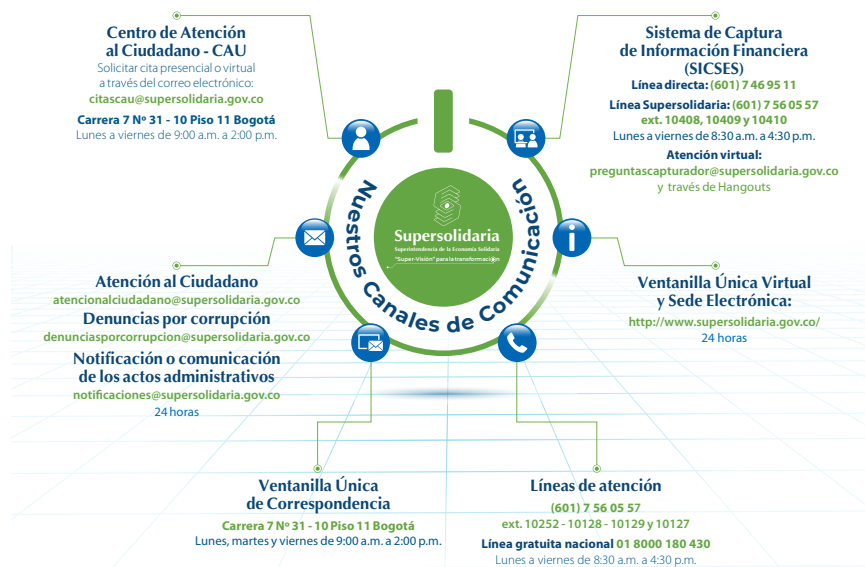 Centro de Atención
al Ciudadano - CAU
Solicitar cita presencial o virtual
a través del correo electrónico:
citascau@supersolidaria.gov.co
Carrera 7 Nº 31 - 10 Piso 11 Bogotá
Lunes a viernes de 9:00 a.m. a 2:00 p.m.
Sistema de Captura
de Información Financiera
(SICSES)
Línea directa: (601) 7 46 95 11
Línea Supersolidaria: (601) 7 56 05 57
ext. 10408, 10409 y 10410
Lunes a viernes de 8:30 a.m. a 4:30 p.m.
Atención virtual:
preguntascapturador@supersolidaria.gov.co
y través de Hangouts
Nuestros Canales de Comunicación
Supersolidaria
Superintendencia de la Economía Solidaria
"Super-Visión" para la transformación
Atención al Ciudadano
atencionalciudadano@supersolidaria.gov.co
Denuncias por corrupción
denunciasporcorrupcion@supersolidaria.gov.co
Notificación o comunicación
de los actos administrativos
notificaciones@supersolidaria.gov.co
24 horas
Ventanilla Única Virtual
y Sede Electrónica:
http://www.supersolidaria.gov.co/
24 horas
Ventanilla Única
de Correspondencia
Carrera 7 Nº 31 - 10 Piso 11 Bogotá
Lunes, martes y viernes de 9:00 a.m. a 2:00 p.m.
Líneas de atención
(601) 7 56 05 57
ext. 10252 - 10128 - 10129 y 10127
Línea gratuita nacional 01 8000 180 430
Lunes a viernes de 8:30 a.m. a 4:30 p.m.